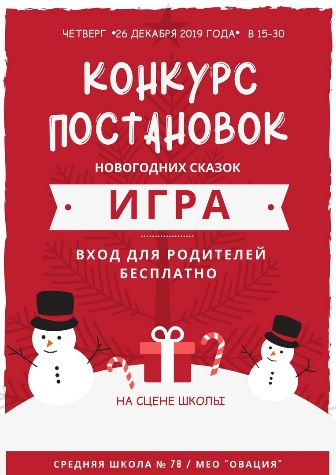 ЧЕТВЕРГ •26 ДЕКАБРЯ 2019 ГОДА• В 15-30
КОНКУРС
ПОСТАНОВОК
НОВОГОДНИХ СКАЗОК
ИГРА
ВХОД ДЛЯ РОДИТЕЛЕЙ
БЕСПЛАТНО
НА СЦЕНЕ ШКОЛЫ
СРЕДНЯЯ ШКОЛА № 78 / МЕО "ОВАЦИЯ"